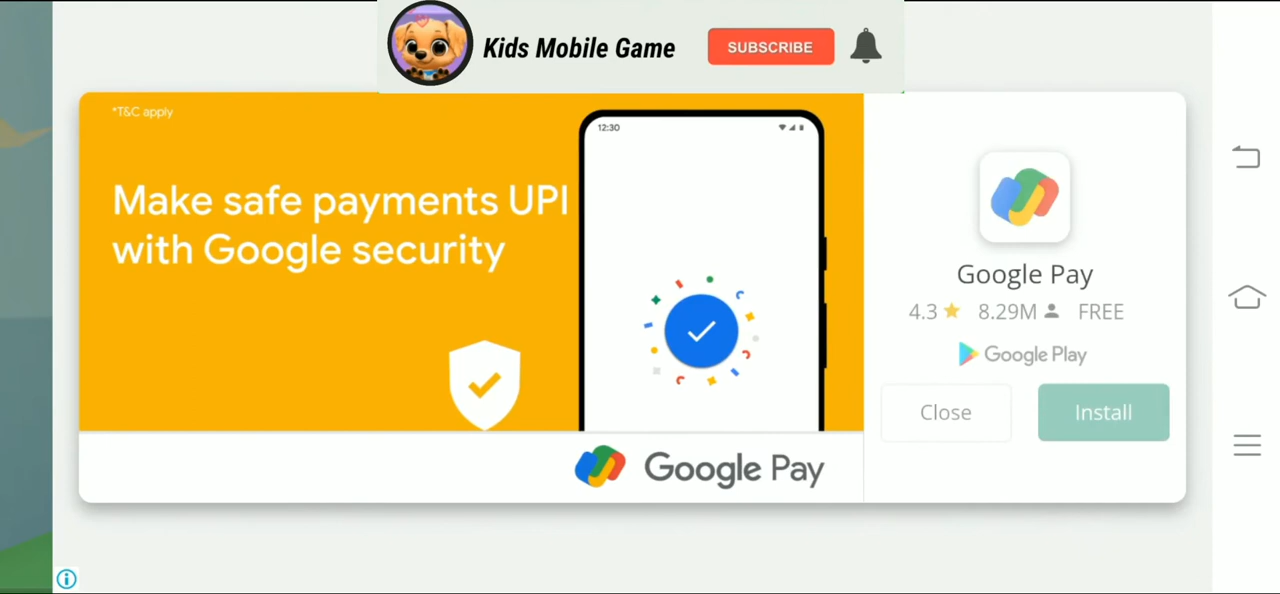 Kids Mobile Game
SUBSCRIBE
*T&C apply
Make safe payments UPI
with Google security
12:30
Google Pay
Google Pay
4.3 8.29M FREE
Google Play
Close
Install